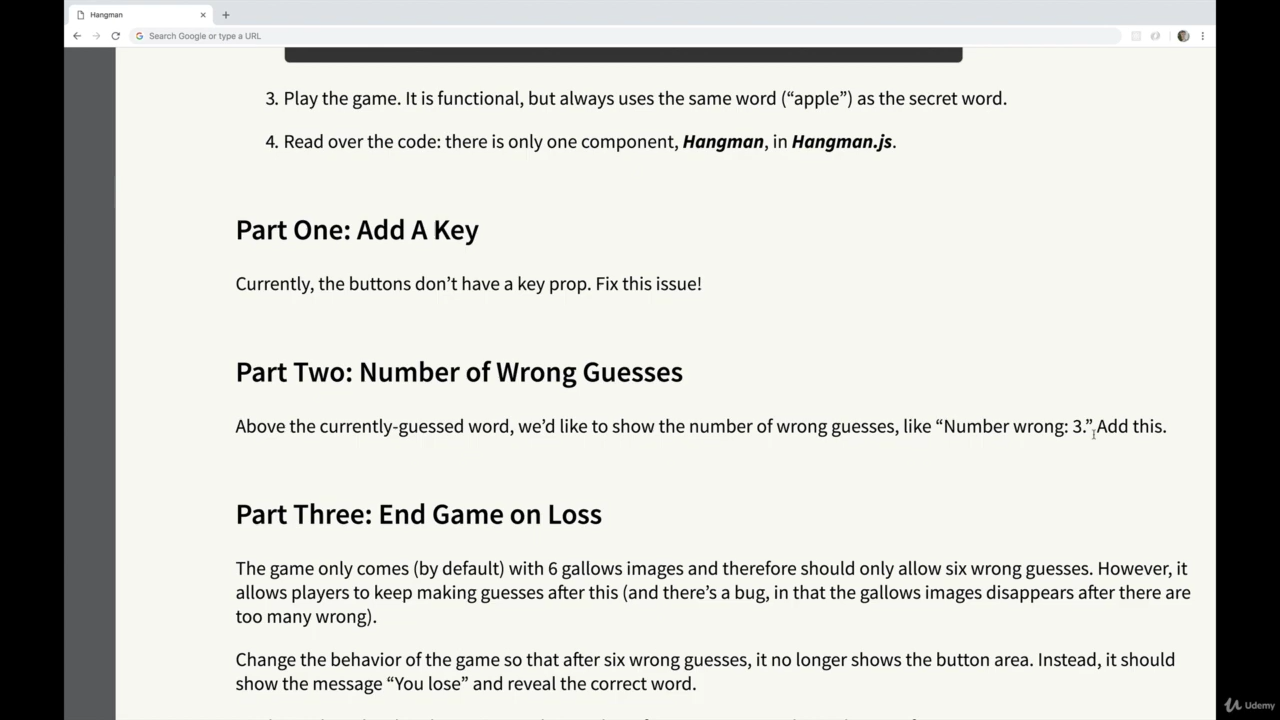 Hangman
Search Google or type a URL
3. Play the game. It is functional, but always uses the same word (“apple”) as the secret word.
4. Read over the code: there is only one component, Hangman, in Hangman.js.
Part One: Add A Key
Currently, the buttons don’t have a key prop. Fix this issue!
Part Two: Number of Wrong Guesses
Above the currently-guessed word, we’d like to show the number of wrong guesses, like “Number wrong: 3.” Add this.
Part Three: End Game on Loss
The game only comes (by default) with 6 gallows images and therefore should only allow six wrong guesses. However, it
allows players to keep making guesses after this (and there’s a bug, in that the gallows images disappears after there are
too many wrong).
Change the behavior of the game so that after six wrong guesses, it no longer shows the button area. Instead, it should
show the message “You lose” and reveal the correct word.
Udemy